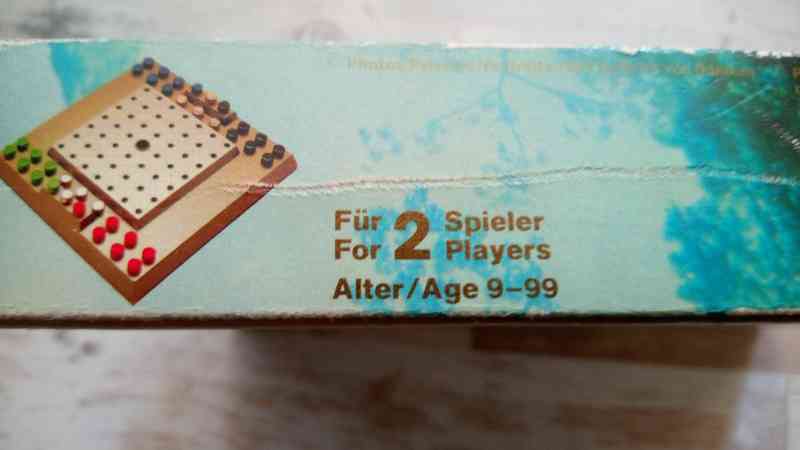 Für 2 Spieler
For Players
Alter/Age 9–99